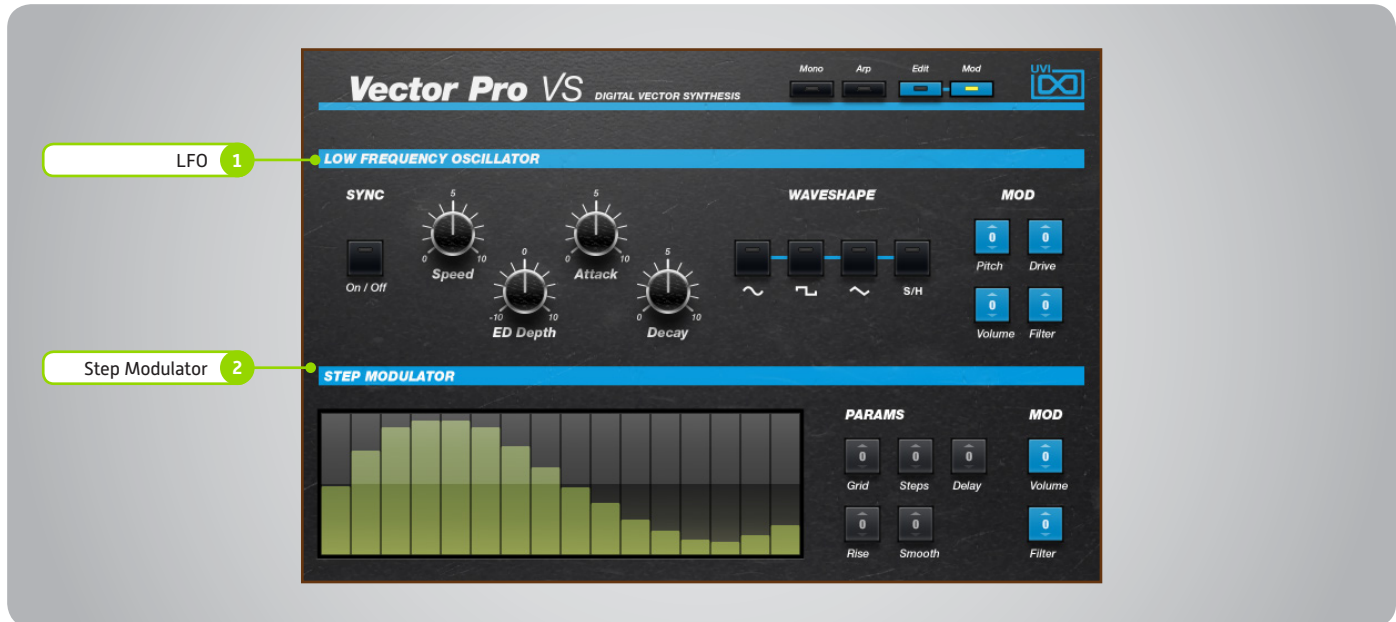 Vector Pro VS DIGITAL VECTOR SYNTHESIS
Mono Arp Edit Mod
UVI
LFO 1
LOW FREQUENCY OSCILLATOR
SYNC
On / Off
5
0 10
Speed
0
-10 10
ED Depth
5
0 10
Attack
5
0 10
Decay
WAVESHAPE
S/H
MOD
0 0
Pitch Drive
0 0
Volume Filter
Step Modulator 2
STEP MODULATOR
PARAMS
0 0 0
Grid Steps Delay
0 0
Rise Smooth
MOD
0
Volume
0
Filter